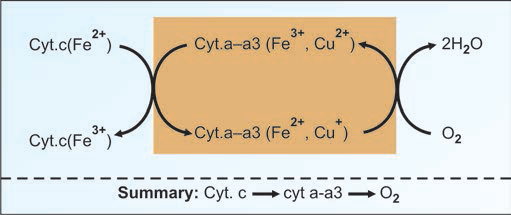 Cyt.c(Fe²⁺) Cyt.a–a3 (Fe³⁺, Cu²⁺) 2H₂O
Cyt.c(Fe³⁺) Cyt.a–a3 (Fe²⁺, Cu⁺) O₂
Summary: Cyt. c → cyt a-a3 → O₂